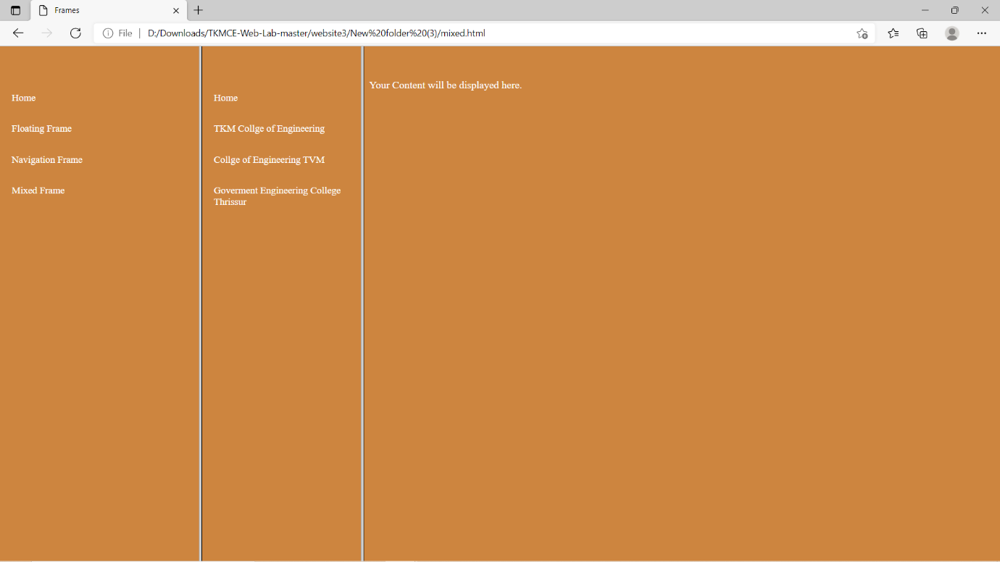 Frames
File
D:/Downloads/TKMCE-Web-Lab-master/website3/New%20folder%20(3)/mixed.html
Home
Floating Frame
Navigation Frame
Mixed Frame
Home
TKM Collge of Engineering
Collge of Engineering TVM
Goverment Engineering College
Thrissur
Your Content will be displayed here.